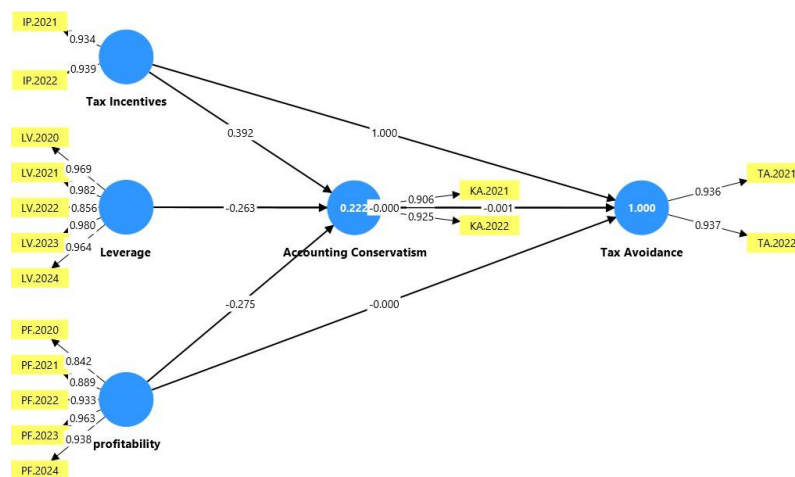 IP.2021
0.934
0.939
IP.2022
Tax Incentives
0.392
1.000
LV.2020
0.969
LV.2021
0.982
LV.2022
0.856
0.980
LV.2023
0.964
LV.2024
Leverage
-0.263
0.222
-0.000
Accounting Conservatism
0.906
KA.2021
-0.001
0.925
KA.2022
1.000
Tax Avoidance
0.936
TA.2021
0.937
TA.2022
-0.275
-0.000
PF.2020
0.842
PF.2021
0.889
PF.2022
0.933
0.963
PF.2023
0.938
PF.2024
profitability